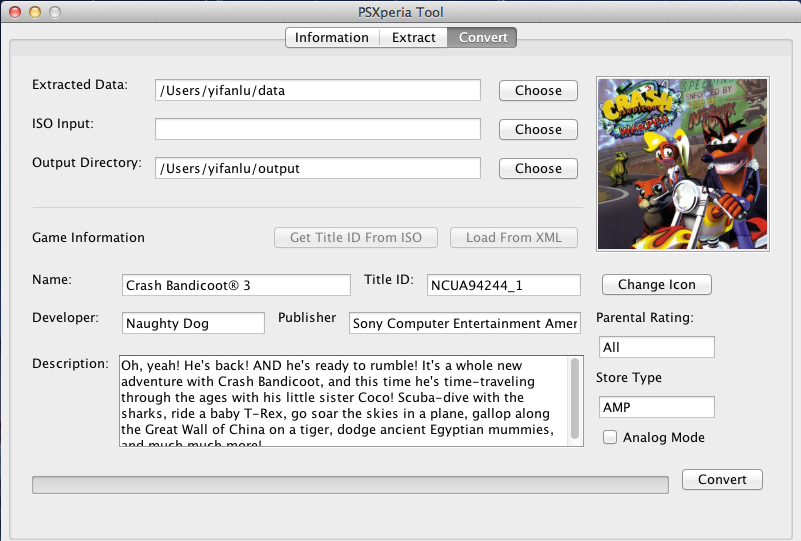 PSXperia Tool
Information Extract Convert
Extracted Data: /Users/yifanlu/data Choose
ISO Input: Choose
Output Directory: /Users/yifanlu/output Choose
CRASH
BANDICOOT
WARPED
SPEEDING
ENFORCED BY
Game Information Get Title ID From ISO Load From XML
Name: Crash Bandicoot® 3 Title ID: NCUA94244_1 Change Icon
Developer: Naughty Dog Publisher Sony Computer Entertainment Amer
Parental Rating:
All
Description: Oh, yeah! He's back! AND he's ready to rumble! It's a whole new
adventure with Crash Bandicoot, and this time he's time-traveling
through the ages with his little sister Coco! Scuba-dive with the
sharks, ride a baby T-Rex, go soar the skies in a plane, gallop along
the Great Wall of China on a tiger, dodge ancient Egyptian mummies,
and much much more!
Store Type
AMP
Analog Mode
Convert